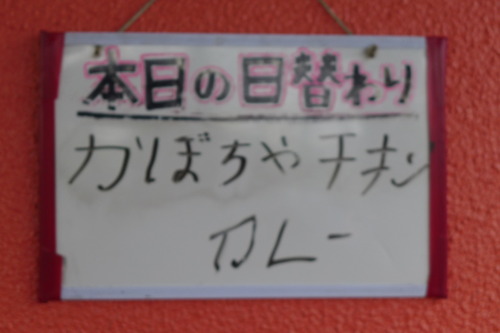 本日の日替わり
かぼちゃチキン
カレー